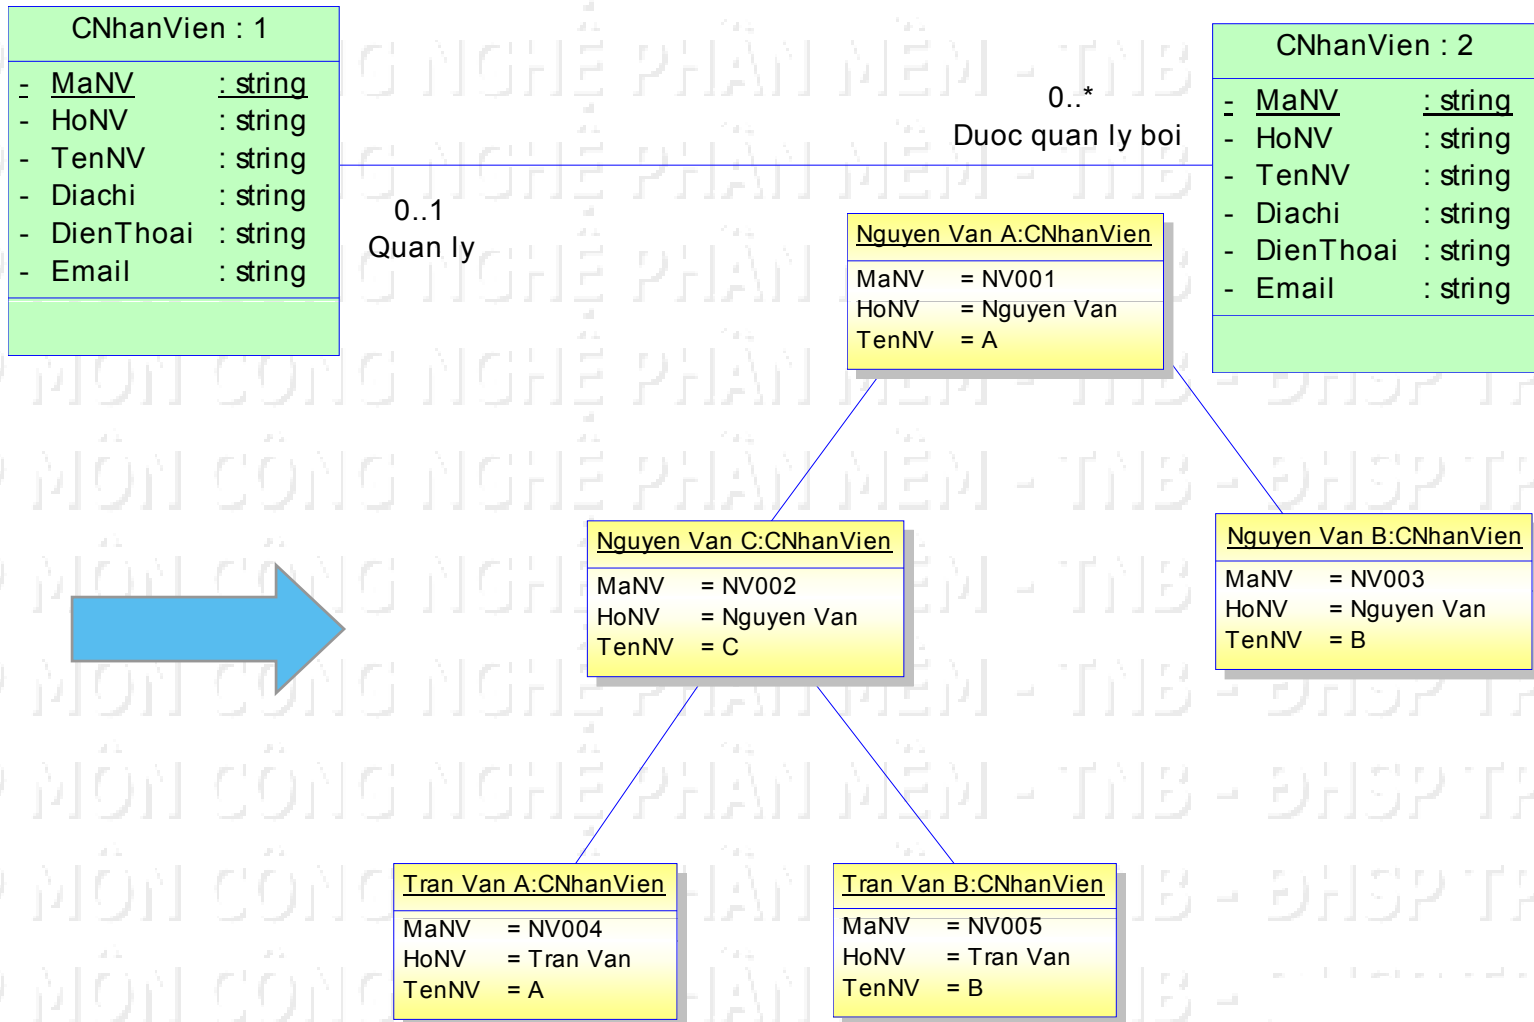 CNhanVien : 1
- MaNV : string
- HoNV : string
- TenNV : string
- Diachi : string
- DienThoai : string
- Email : string
0..*
Duoc quan ly boi
0..1
Quan ly
CNhanVien : 2
- MaNV : string
- HoNV : string
- TenNV : string
- Diachi : string
- DienThoai : string
- Email : string
Nguyen Van A:CNhanVien
MaNV = NV001
HoNV = Nguyen Van
TenNV = A
Nguyen Van C:CNhanVien
MaNV = NV002
HoNV = Nguyen Van
TenNV = C
Nguyen Van B:CNhanVien
MaNV = NV003
HoNV = Nguyen Van
TenNV = B
Tran Van A:CNhanVien
MaNV = NV004
HoNV = Tran Van
TenNV = A
Tran Van B:CNhanVien
MaNV = NV005
HoNV = Tran Van
TenNV = B